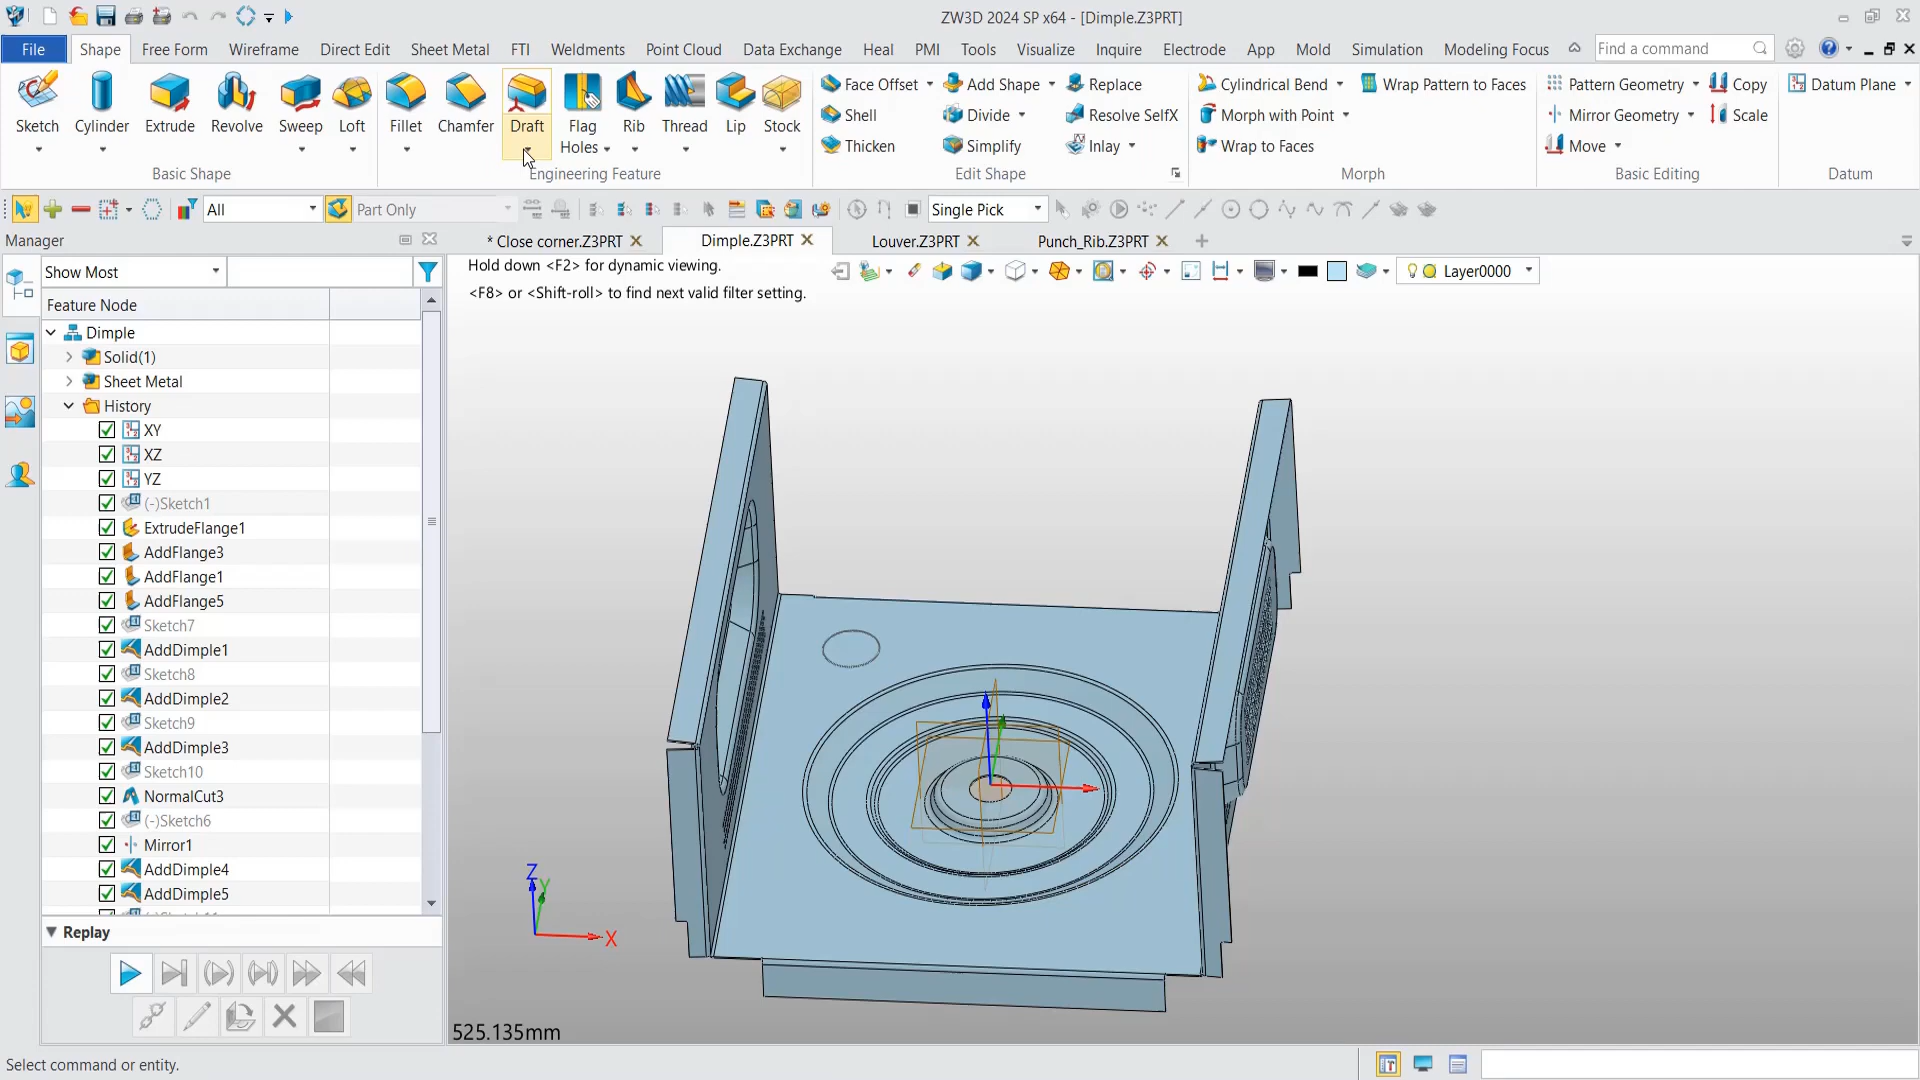 ZW3D 2024 SP x64 - [Dimple.Z3PRT]
File Shape Free Form Wireframe Direct Edit Sheet Metal FTI Weldments Point Cloud Data Exchange Heal PMI Tools Visualize Inquire Electrode App Mold Simulation Modeling Focus Find a command
Sketch Cylinder Extrude Revolve Sweep Loft
Basic Shape
Fillet Chamfer Draft Flag Holes Rib Thread Lip Stock
Engineering Feature
Face Offset Add Shape Replace
Shell Divide Resolve SelfX
Thicken Simplify Inlay
Edit Shape
Cylindrical Bend Wrap Pattern to Faces
Morph with Point
Wrap to Faces
Morph
Pattern Geometry Copy
Mirror Geometry Scale
Move
Basic Editing
Datum Plane
Datum
All Part Only Single Pick
Manager
* Close corner.Z3PRT Dimple.Z3PRT Louver.Z3PRT Punch_Rib.Z3PRT
Show Most
Hold down <F2> for dynamic viewing.
<F8> or <Shift-roll> to find next valid filter setting.
Layer0000
Feature Node
Dimple
Solid(1)
Sheet Metal
History
XY
XZ
YZ
(-)Sketch1
ExtrudeFlange1
AddFlange3
AddFlange1
AddFlange5
Sketch7
AddDimple1
Sketch8
AddDimple2
Sketch9
AddDimple3
Sketch10
NormalCut3
(-)Sketch6
Mirror1
AddDimple4
AddDimple5
Replay
Z
Y
X
525.135mm
Select command or entity.